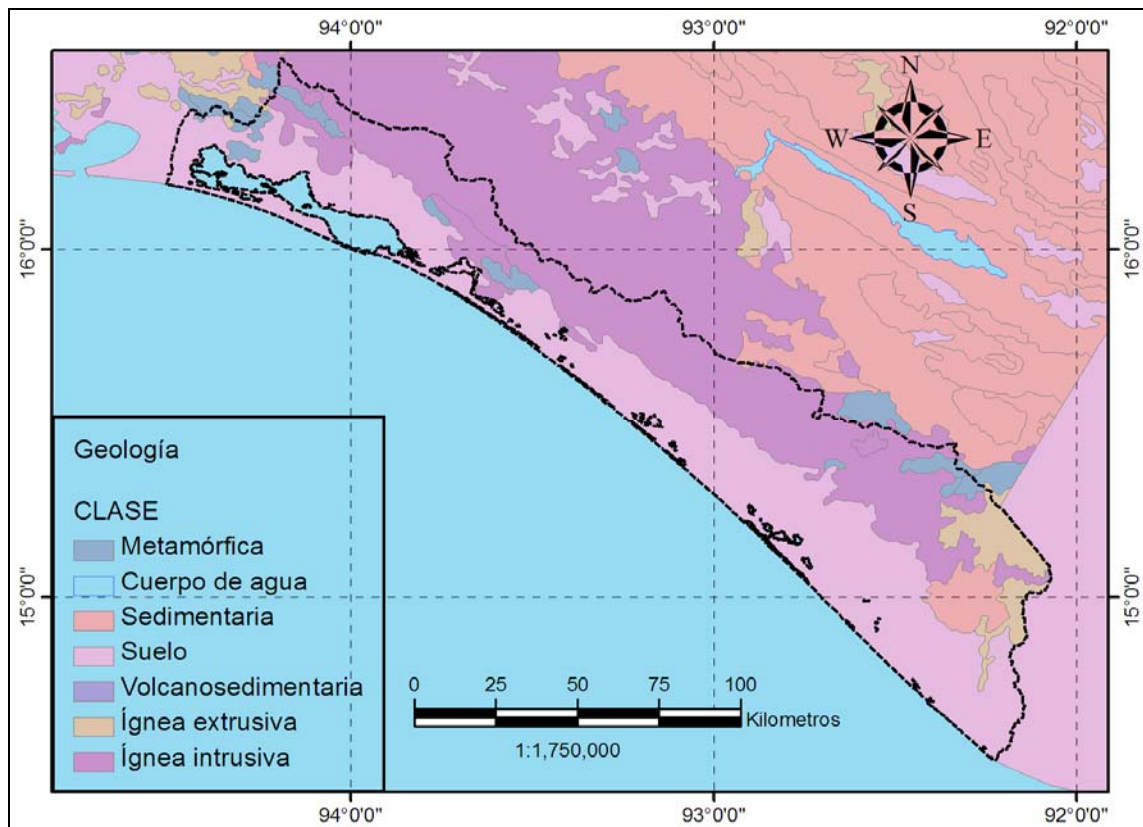 94°0'0"
93°0'0"
92°0'0"
N
W
E
S
16°0'0"
16°0'0"
15°0'0"
15°0'0"
Geología
CLASE
Metamórfica
Cuerpo de agua
Sedimentaria
Suelo
Volcanosedimentaria
Ígnea extrusiva
Ígnea intrusiva
0 25 50 75 100
Kilometros
1:1,750,000
94°0'0"
93°0'0"
92°0'0"